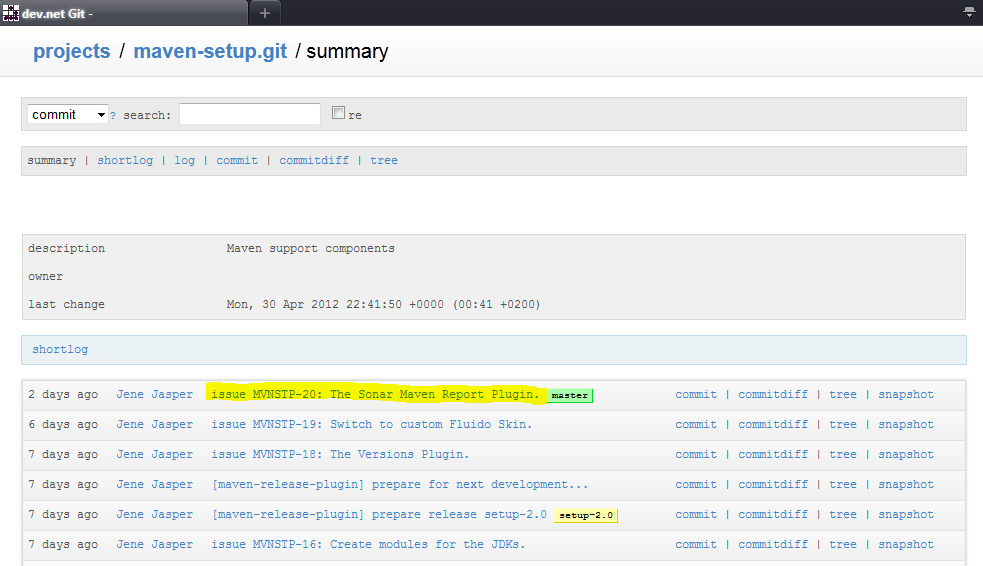 dev.net Git -
projects / maven-setup.git / summary
commit ? search: re
summary | shortlog | log | commit | commitdiff | tree
description Maven support components
owner
last change Mon, 30 Apr 2012 22:41:50 +0000 (00:41 +0200)
shortlog
2 days ago Jene Jasper issue MVNSTP-20: The Sonar Maven Report Plugin. master commit | commitdiff | tree | snapshot
6 days ago Jene Jasper issue MVNSTP-19: Switch to custom Fluido Skin. commit | commitdiff | tree | snapshot
7 days ago Jene Jasper issue MVNSTP-18: The Versions Plugin. commit | commitdiff | tree | snapshot
7 days ago Jene Jasper [maven-release-plugin] prepare for next development... commit | commitdiff | tree | snapshot
7 days ago Jene Jasper [maven-release-plugin] prepare release setup-2.0 setup-2.0 commit | commitdiff | tree | snapshot
7 days ago Jene Jasper issue MVNSTP-16: Create modules for the JDKs. commit | commitdiff | tree | snapshot